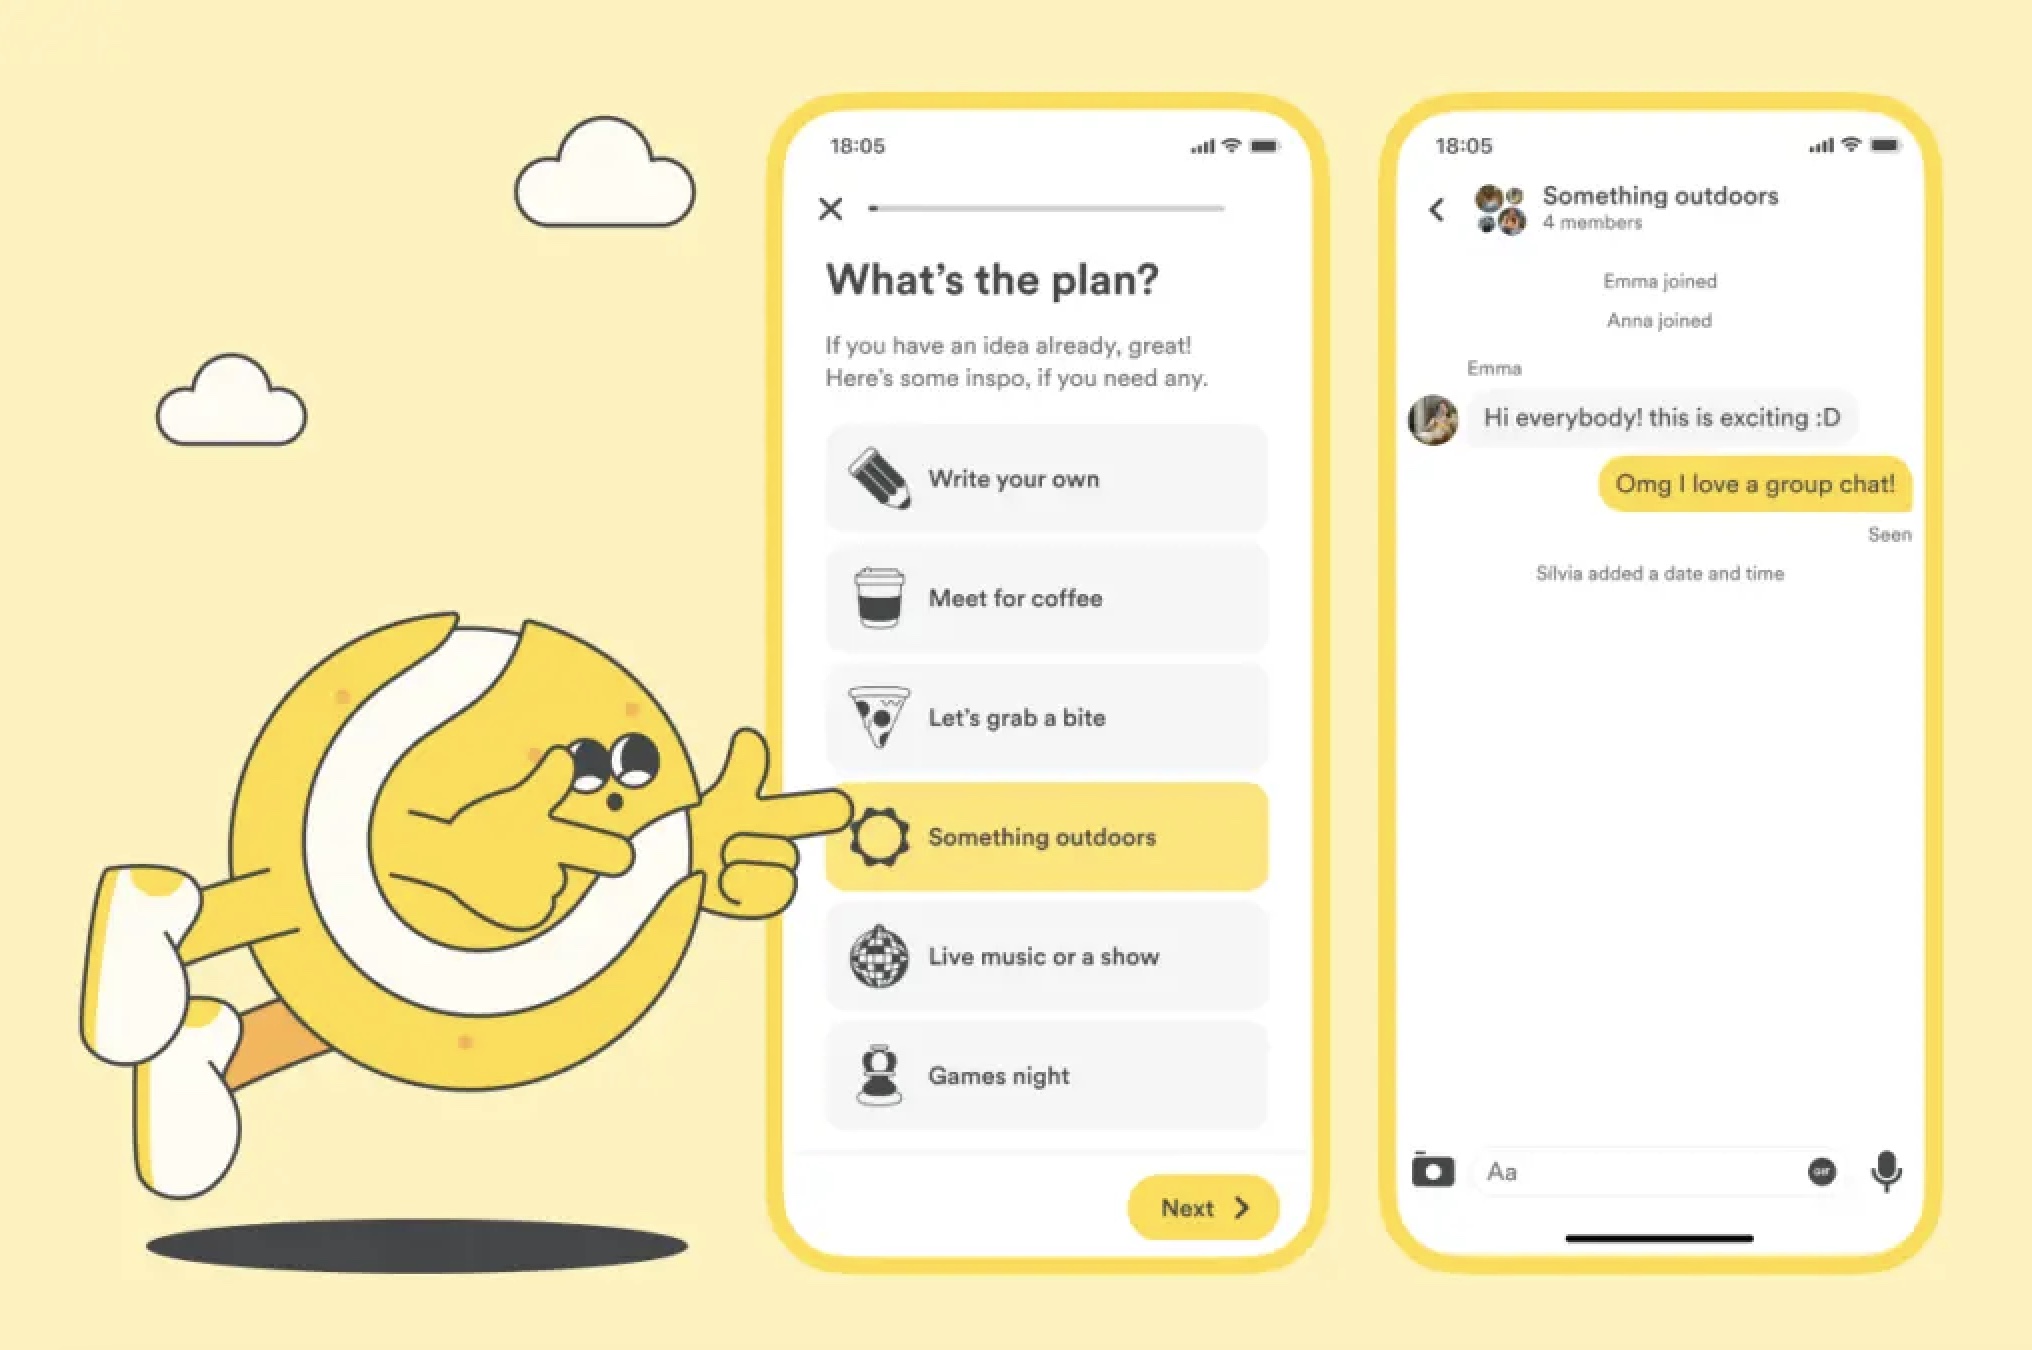 18:05
What's the plan?
If you have an idea already, great!
Here's some inspo, if you need any.
Write your own
Meet for coffee
Let's grab a bite
Something outdoors
Live music or a show
Games night
Next
18:05
Something outdoors
4 members
Emma joined
Anna joined
Emma
Hi everybody! this is exciting :D
Omg I love a group chat!
Seen
Silvia added a date and time
Aa
GIF